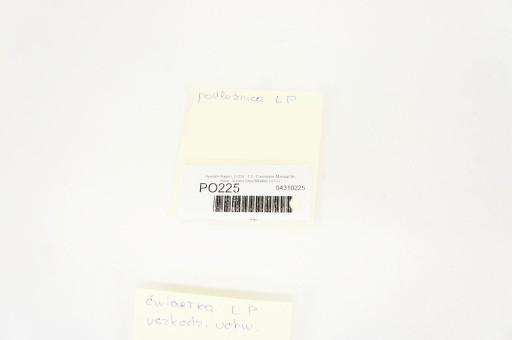 podłużnica LP
PO225
04310225
ćwiartka LP
uszkodz. uchw.